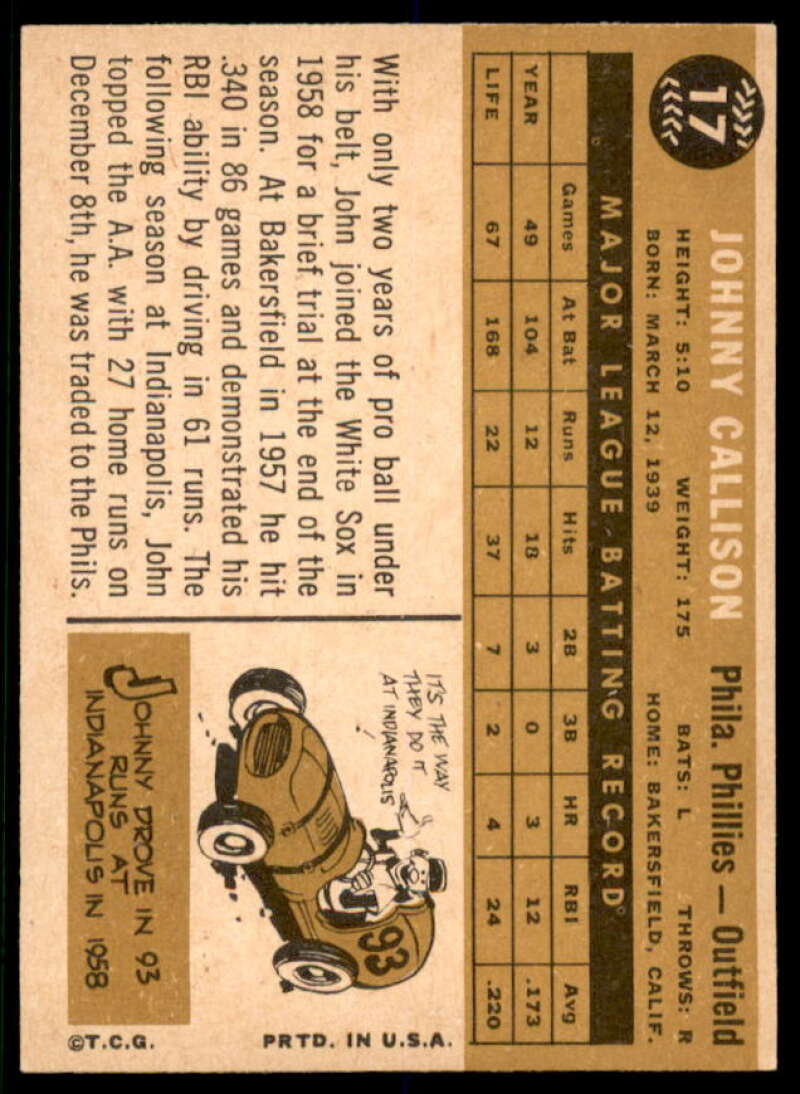 17
JOHNNY CALLISON Phila. Phillies — Outfield
HEIGHT: 5:10 WEIGHT: 175 BATS: L THROWS: R
BORN: MARCH 12, 1939 HOME: BAKERSFIELD, CALIF.
MAJOR LEAGUE BATTING RECORD
Games At Bat Runs Hits 2B 3B HR RBI Avg
YEAR 49 104 12 18 3 0 3 12 .173
LIFE 67 168 22 37 7 2 4 24 .220
With only two years of pro ball under
his belt, John joined the White Sox in
1958 for a brief trial at the end of the
season. At Bakersfield in 1957 he hit
.340 in 86 games and demonstrated his
RBI ability by driving in 61 runs. The
following season at Indianapolis, John
topped the A.A. with 27 home runs on
December 8th, he was traded to the Phils.
IT'S THE WAY
THEY DO IT
AT INDIANAPOLIS!
93
JOHNNY DROVE IN 93
RUNS AT
INDIANAPOLIS IN 1958
©T.C.G. PRTD. IN U.S.A.